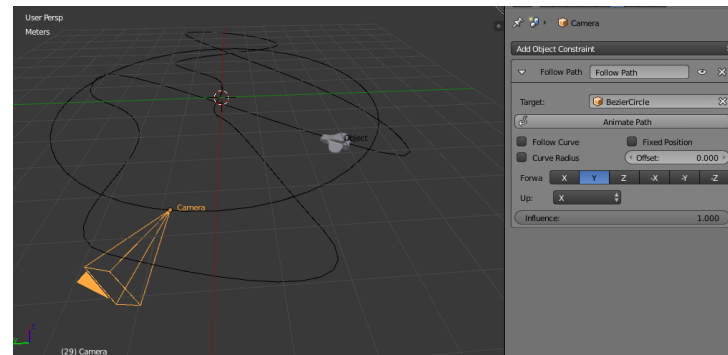 User Persp
Meters
Object
Camera
(29) Camera
Camera
Add Object Constraint
Follow Path
Follow Path
Target:
BezierCircle
Animate Path
Follow Curve
Fixed Position
Curve Radius
Offset:
0.000
Forwa
X
Y
Z
-X
-Y
-Z
Up:
X
Influence:
1.000